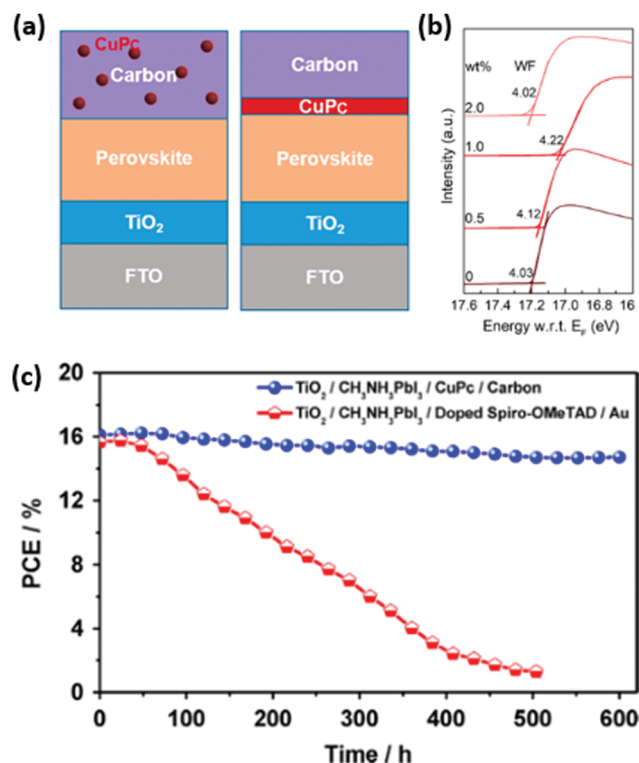 (a)
CuPc
Carbon
Perovskite
TiO₂
FTO
Carbon
CuPc
Perovskite
TiO₂
FTO
(b)
wt% WF
4.02
2.0
4.22
1.0
4.12
0.5
4.03
0
Intensity (a.u.)
17.6 17.4 17.2 17.0 16.8 16
Energy w.r.t. E_F (eV)
(c)
TiO₂ / CH₃NH₃PbI₃ / CuPc / Carbon
TiO₂ / CH₃NH₃PbI₃ / Doped Spiro-OMeTAD / Au
20
16
12
8
4
0
PCE / %
0 100 200 300 400 500 600
Time / h